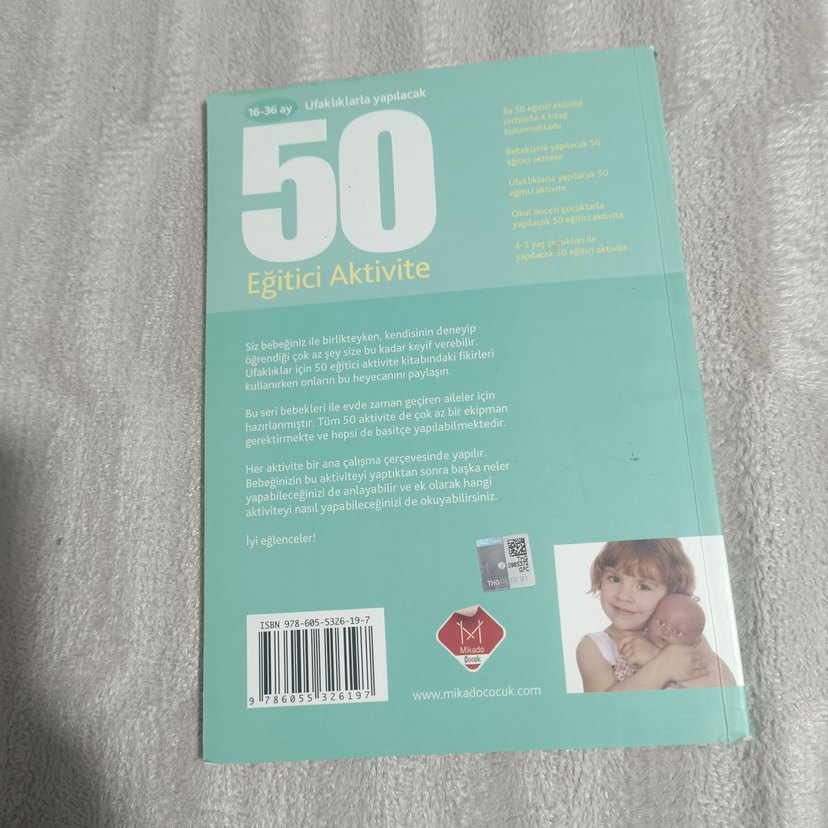 16-36 ay Ufaklıklarla yapılacak
50
Eğitici Aktivite
Bu 50 eğitici aktivite
serisinde 4 kitap
bulunmaktadır:
Bebeklerle yapılacak 50
eğitici aktivite
Ufaklıklarla yapılacak 50
eğitici aktivite
Okul öncesi çocuklarla
yapılacak 50 eğitici aktivite
4-5 yaş çocukları ile
yapılacak 50 eğitici aktivite.
Siz bebeğiniz ile birlikteyken, kendisinin deneyip
öğrendiği çok az şey size bu kadar keyif verebilir.
Ufaklıklar için 50 eğitici aktivite kitabındaki fikirleri
kullanırken onların bu heyecanını paylaşın.
Bu seri bebekleri ile evde zaman geçiren aileler için
hazırlanmıştır. Tüm 50 aktivite de çok az bir ekipman
gerektirmekte ve hepsi de basitçe yapılabilmektedir.
Her aktivite bir ana çalışma çerçevesinde yapılır.
Bebeğinizin bu aktiviteyi yaptıktan sonra başka neler
yapabileceğinizi de anlayabilir ve ek olarak hangi
aktiviteyi nasıl yapabileceğinizi de okuyabilirsiniz.
İyi eğlenceler!
ISBN 978-605-5326-19-7
9 786055 326197
Mikado
Çocuk
www.mikadococuk.com